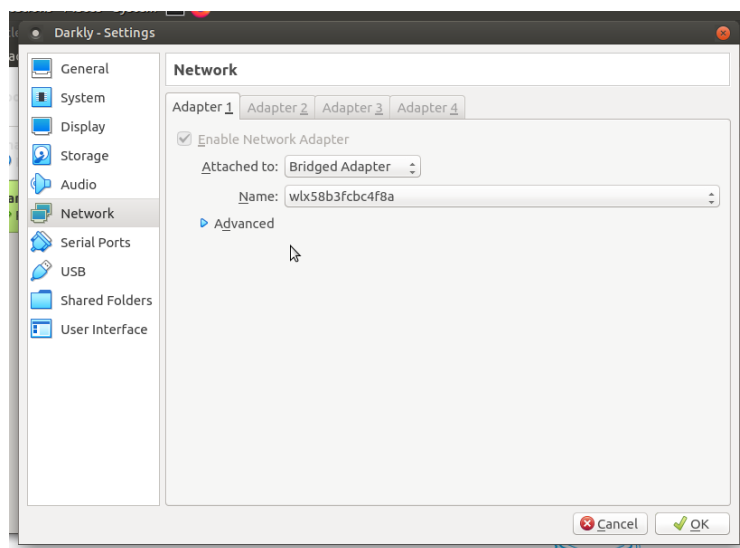 Darkly - Settings
General
System
Display
Storage
Audio
Network
Serial Ports
USB
Shared Folders
User Interface
Network
Adapter 1 Adapter 2 Adapter 3 Adapter 4
Enable Network Adapter
Attached to: Bridged Adapter
Name: wlx58b3fcbc4f8a
Advanced
Cancel OK